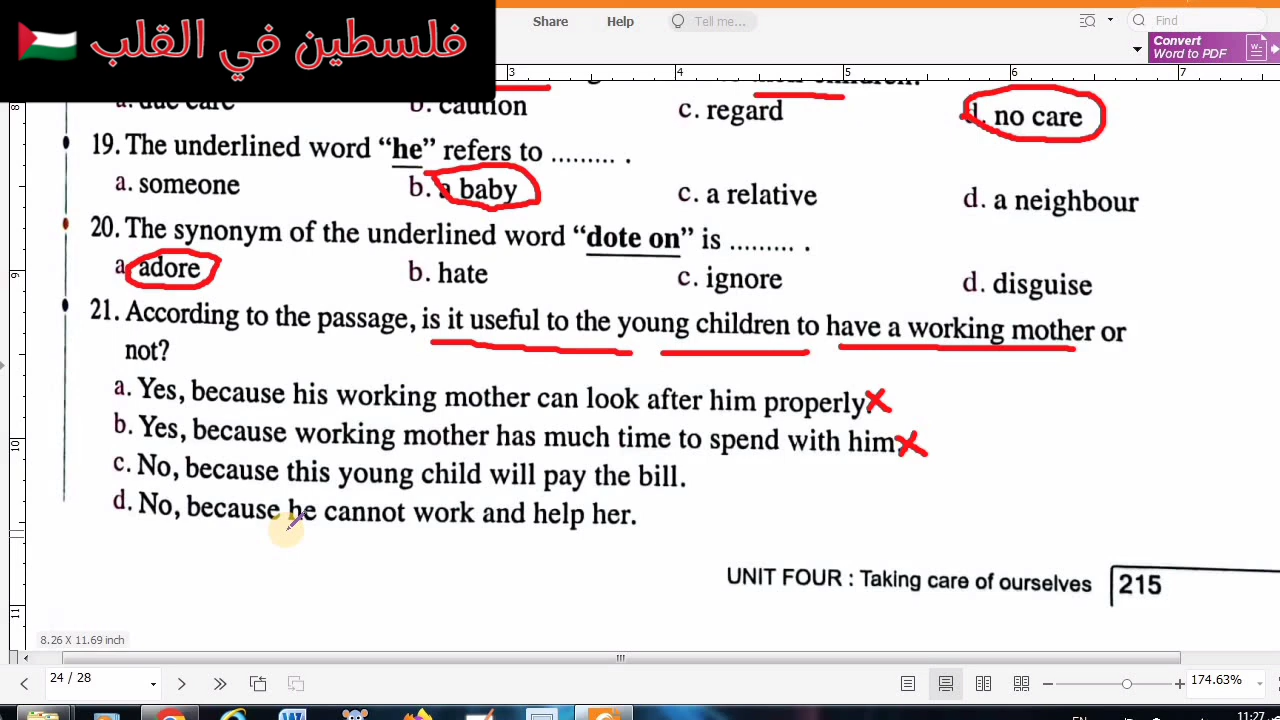 فلسطين في القلب 🇵🇸
Share Help Tell me... Find
Convert
Word to PDF
3 4 5 6 7
a. due care b. caution c. regard d. no care
19. The underlined word “he” refers to ......... .
a. someone b. a baby c. a relative d. a neighbour
20. The synonym of the underlined word “dote on” is ......... .
a. adore b. hate c. ignore d. disguise
21. According to the passage, is it useful to the young children to have a working mother or
not?
a. Yes, because his working mother can look after him properly.
b. Yes, because working mother has much time to spend with him.
c. No, because this young child will pay the bill.
d. No, because he cannot work and help her.
UNIT FOUR : Taking care of ourselves 215
8.26 X 11.69 inch
24 / 28 174.63%
11:27